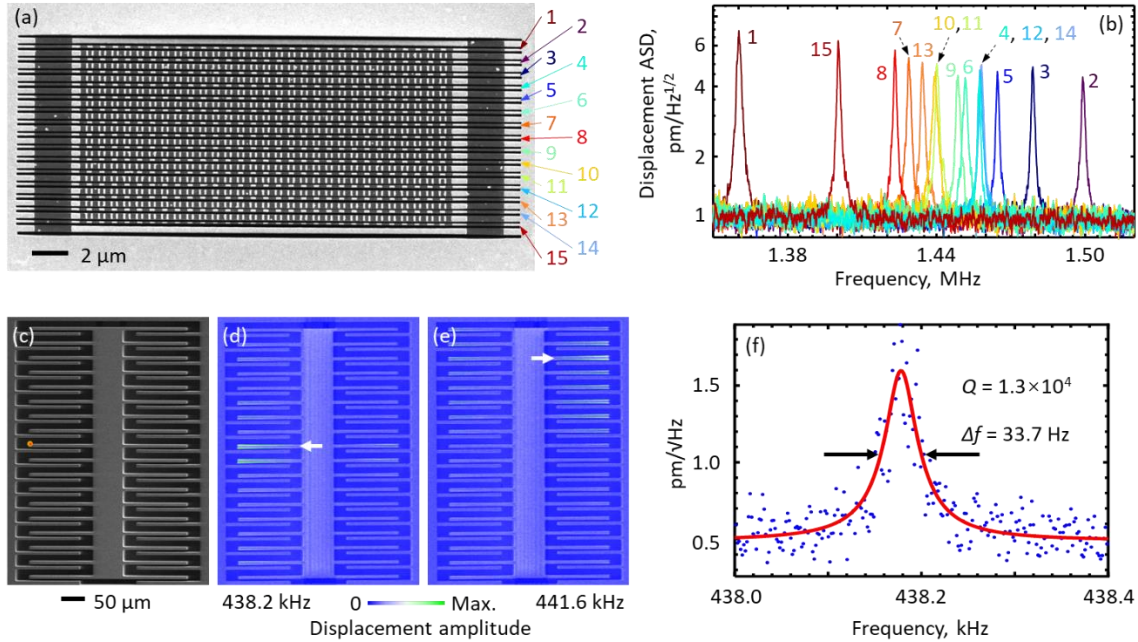 (a)
1
2
3
4
5
6
7
8
9
10
11
12
13
14
15
2 μm
(b)
Displacement ASD,
pm/Hz1/2
6
4
2
1
1
15
8
7
13
10, 11
9
6
4, 12, 14
5
3
2
1.38
1.44
1.50
Frequency, MHz
(c)
50 μm
(d)
438.2 kHz
(e)
441.6 kHz
0
Max.
Displacement amplitude
(f)
pm/√Hz
1.5
1.0
0.5
Q = 1.3×10⁴
Δf = 33.7 Hz
438.0
438.2
438.4
Frequency, kHz